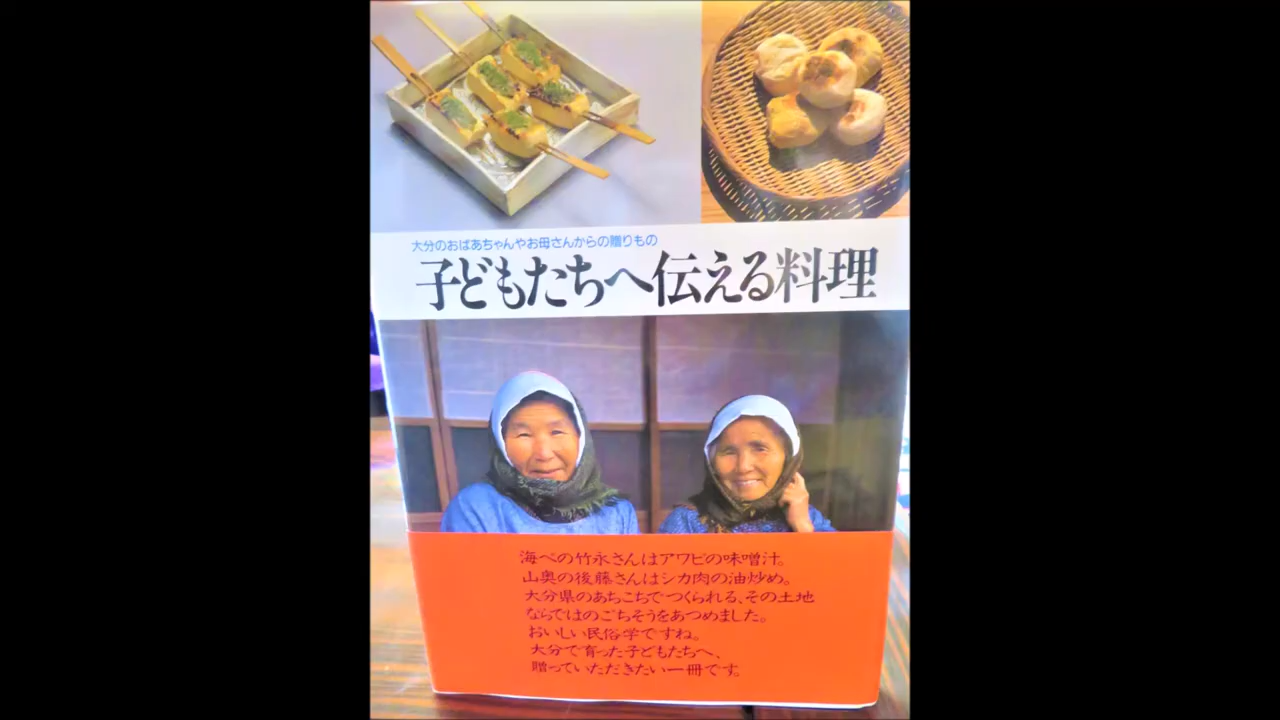 大分のおばあちゃんやお母さんからの贈りもの
子どもたちへ伝える料理
海べの竹永さんはアワビの味噌汁。
山奥の後藤さんはシカ肉の油炒め。
大分県のあちこちでつくられる、その土地
ならではのごちそうをあつめました。
おいしい民俗学ですね。
大分で育った子どもたちへ、
贈っていただきたい一冊です。